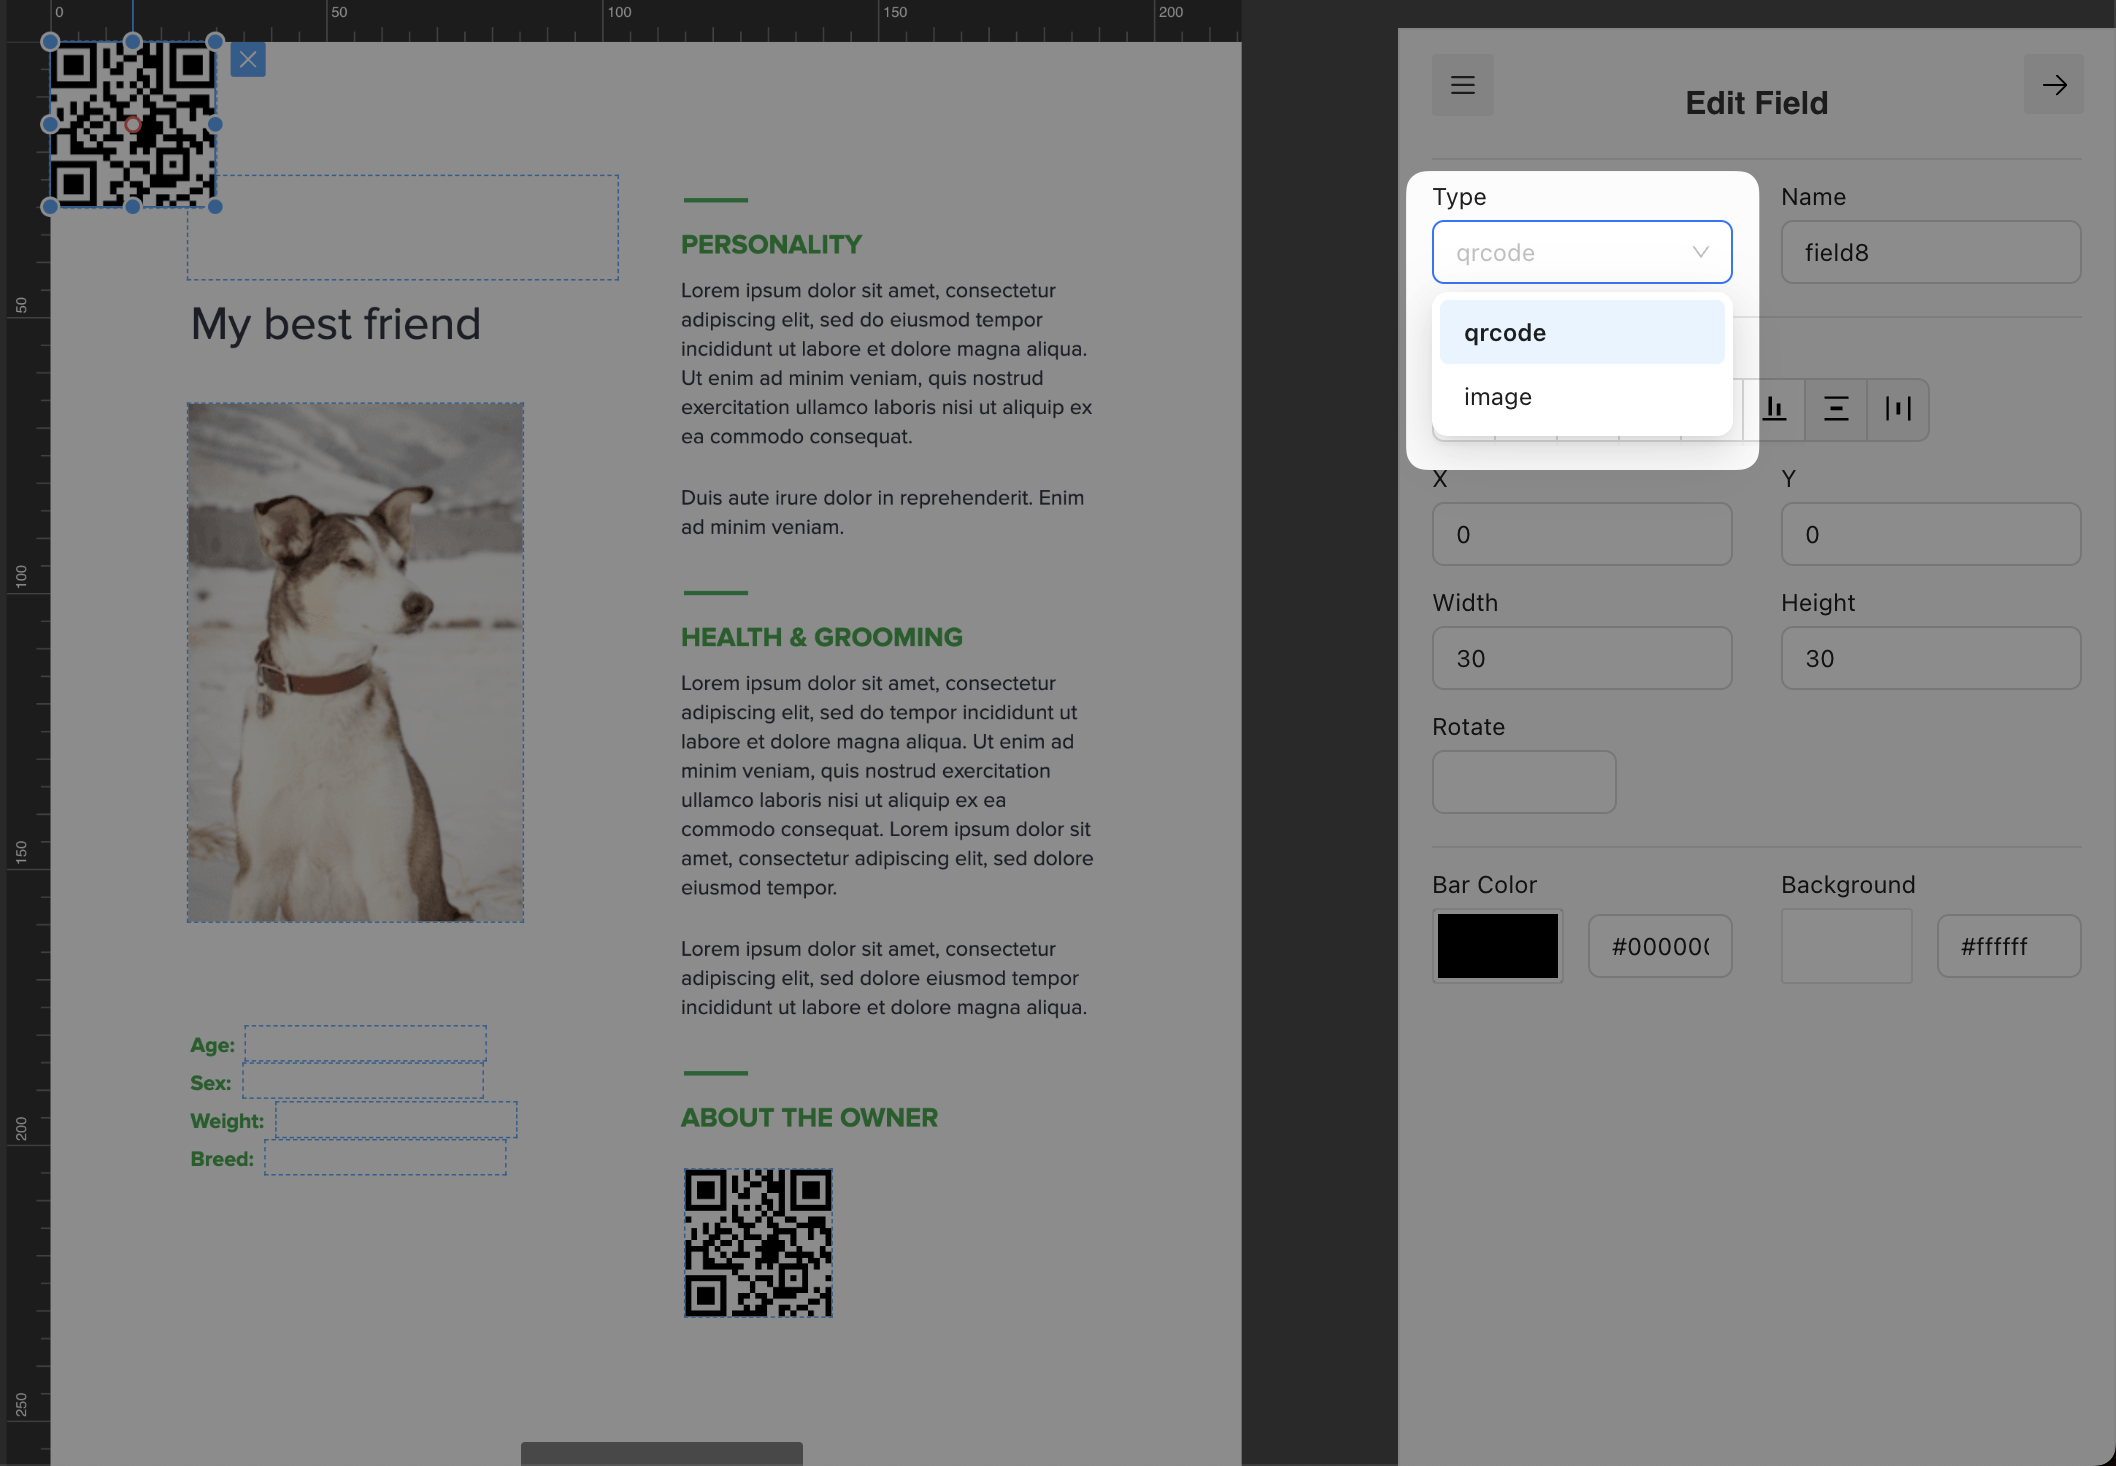 0 50 100 150 200
50
100
150
200
250
My best friend
Age:
Sex:
Weight:
Breed:
PERSONALITY
Lorem ipsum dolor sit amet, consectetur
adipiscing elit, sed do eiusmod tempor
incididunt ut labore et dolore magna aliqua.
Ut enim ad minim veniam, quis nostrud
exercitation ullamco laboris nisi ut aliquip ex
ea commodo consequat.
Duis aute irure dolor in reprehenderit. Enim
ad minim veniam.
HEALTH & GROOMING
Lorem ipsum dolor sit amet, consectetur
adipiscing elit, sed do tempor incididunt ut
labore et dolore magna aliqua. Ut enim ad
minim veniam, quis nostrud exercitation
ullamco laboris nisi ut aliquip ex ea
commodo consequat. Lorem ipsum dolor sit
amet, consectetur adipiscing elit, sed dolore
eiusmod tempor.
Lorem ipsum dolor sit amet, consectetur
adipiscing elit, sed dolore eiusmod tempor
incididunt ut labore et dolore magna aliqua.
ABOUT THE OWNER
Edit Field
Type Name
qrcode field8
qrcode
image
X Y
0 0
Width Height
30 30
Rotate
Bar Color Background
#000000 #ffffff